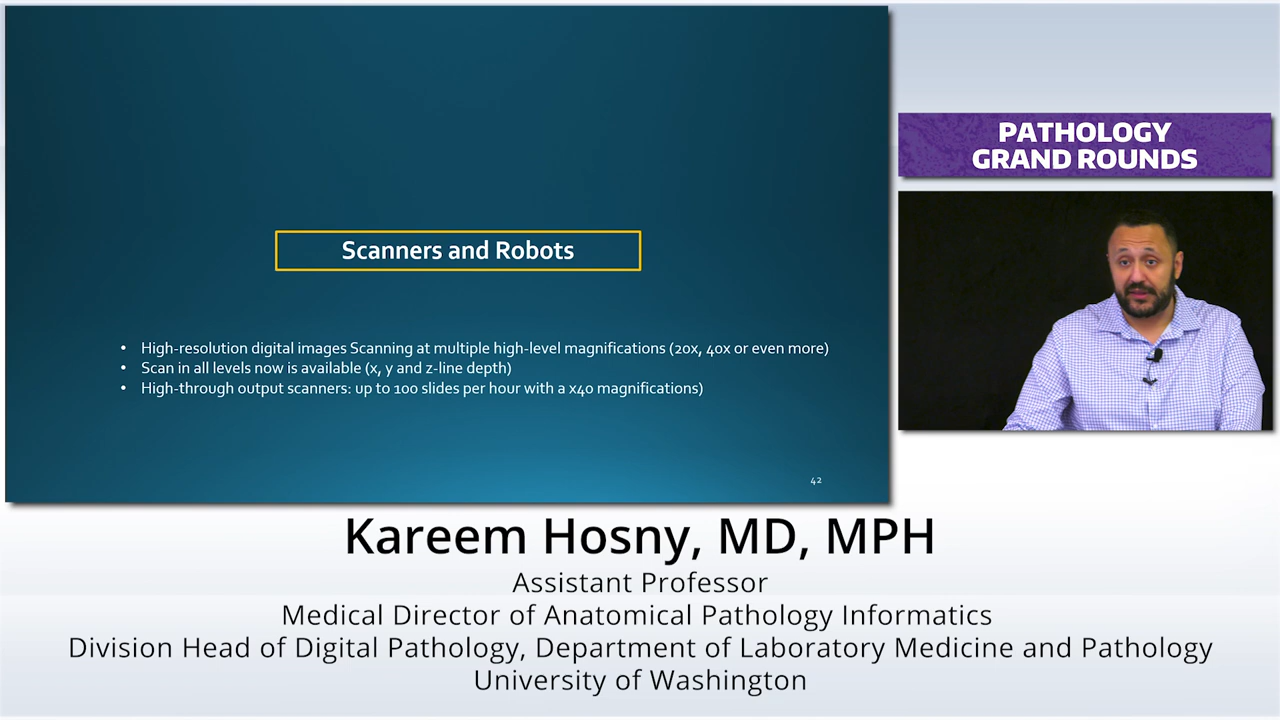 Scanners and Robots
• High-resolution digital images Scanning at multiple high-level magnifications (20x, 40x or even more)
• Scan in all levels now is available (x, y and z-line depth)
• High-through output scanners: up to 100 slides per hour with a x40 magnifications)
42
PATHOLOGY
GRAND ROUNDS
Kareem Hosny, MD, MPH
Assistant Professor
Medical Director of Anatomical Pathology Informatics
Division Head of Digital Pathology, Department of Laboratory Medicine and Pathology
University of Washington